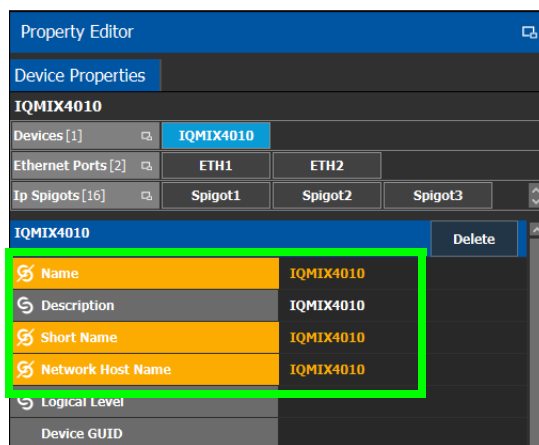 Property Editor
Device Properties
IQMIX4010
Devices [1] IQMIX4010
Ethernet Ports [2] ETH1 ETH2
Ip Spigots [16] Spigot1 Spigot2 Spigot3
IQMIX4010 Delete
Name IQMIX4010
Description IQMIX4010
Short Name IQMIX4010
Network Host Name IQMIX4010
Logical Level
Device GUID